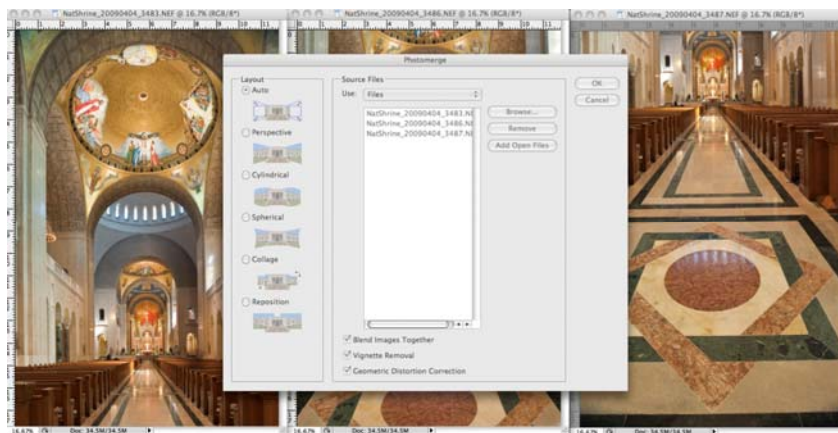 NatShrine_20090404_3483.NEF @ 16.7% (RGB/8*)
NatShrine_20090404_3486.NEF @ 16.7% (RGB/8*)
NatShrine_20090404_3487.NEF @ 16.7% (RGB/8*)
Photomerge
Layout
Auto
Perspective
Cylindrical
Spherical
Collage
Reposition
Source Files
Use: Files
NatShrine_20090404_3483.NE
NatShrine_20090404_3486.NE
NatShrine_20090404_3487.NE
Browse...
Remove
Add Open Files
OK
Cancel
Blend Images Together
Vignette Removal
Geometric Distortion Correction
16.67% Doc: 34.5M/34.5M
16.67% Doc: 34.5M/34.5M
16.67% Doc: 34.5M/34.5M